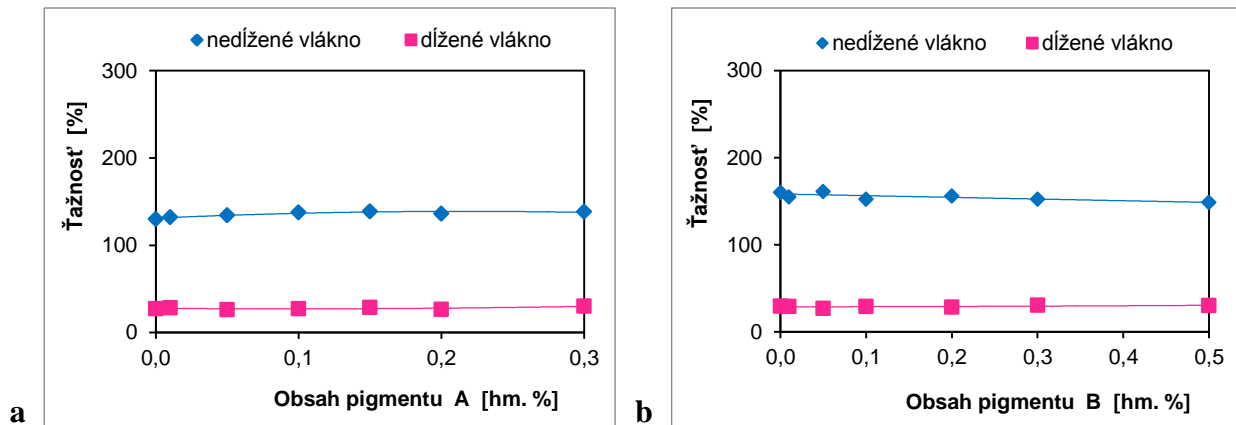 nedĺžené vlákno dĺžené vlákno
300
200
100
0
Ťažnosť [%]
0,0 0,1 0,2 0,3
Obsah pigmentu A [hm. %]
a
nedĺžené vlákno dĺžené vlákno
300
200
100
0
Ťažnosť [%]
0,0 0,1 0,2 0,3 0,4 0,5
Obsah pigmentu B [hm. %]
b